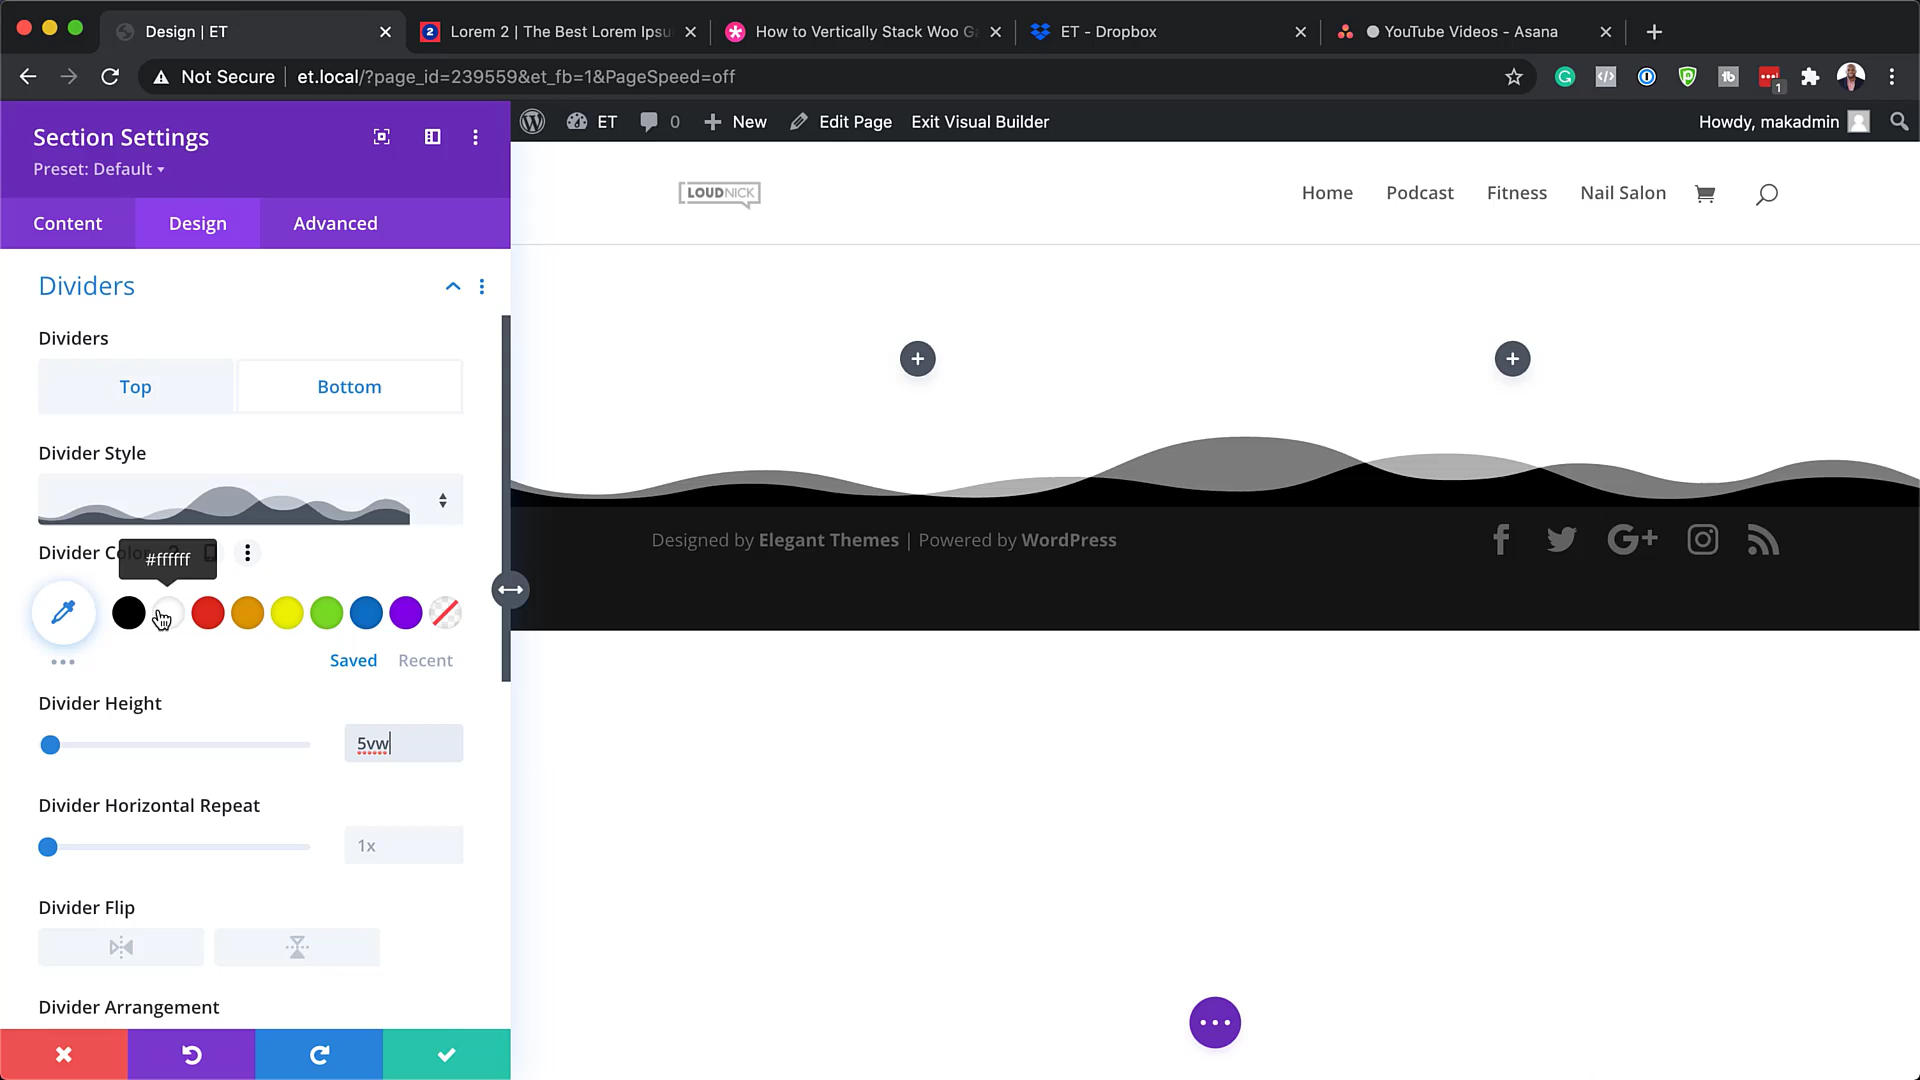 Design | ET
Lorem 2 | The Best Lorem Ipsu
How to Vertically Stack Woo G
ET - Dropbox
YouTube Videos - Asana
Not Secure
et.local/?page_id=239559&et_fb=1&PageSpeed=off
1
Section Settings
Preset: Default
Content
Design
Advanced
ET
0
New
Edit Page
Exit Visual Builder
Howdy, makadmin
LOUDNICK
Home
Podcast
Fitness
Nail Salon
Dividers
Dividers
Top
Bottom
Divider Style
Divider Co
#ffffff
Saved
Recent
Divider Height
5vw
Divider Horizontal Repeat
1x
Divider Flip
Divider Arrangement
Designed by Elegant Themes | Powered by WordPress